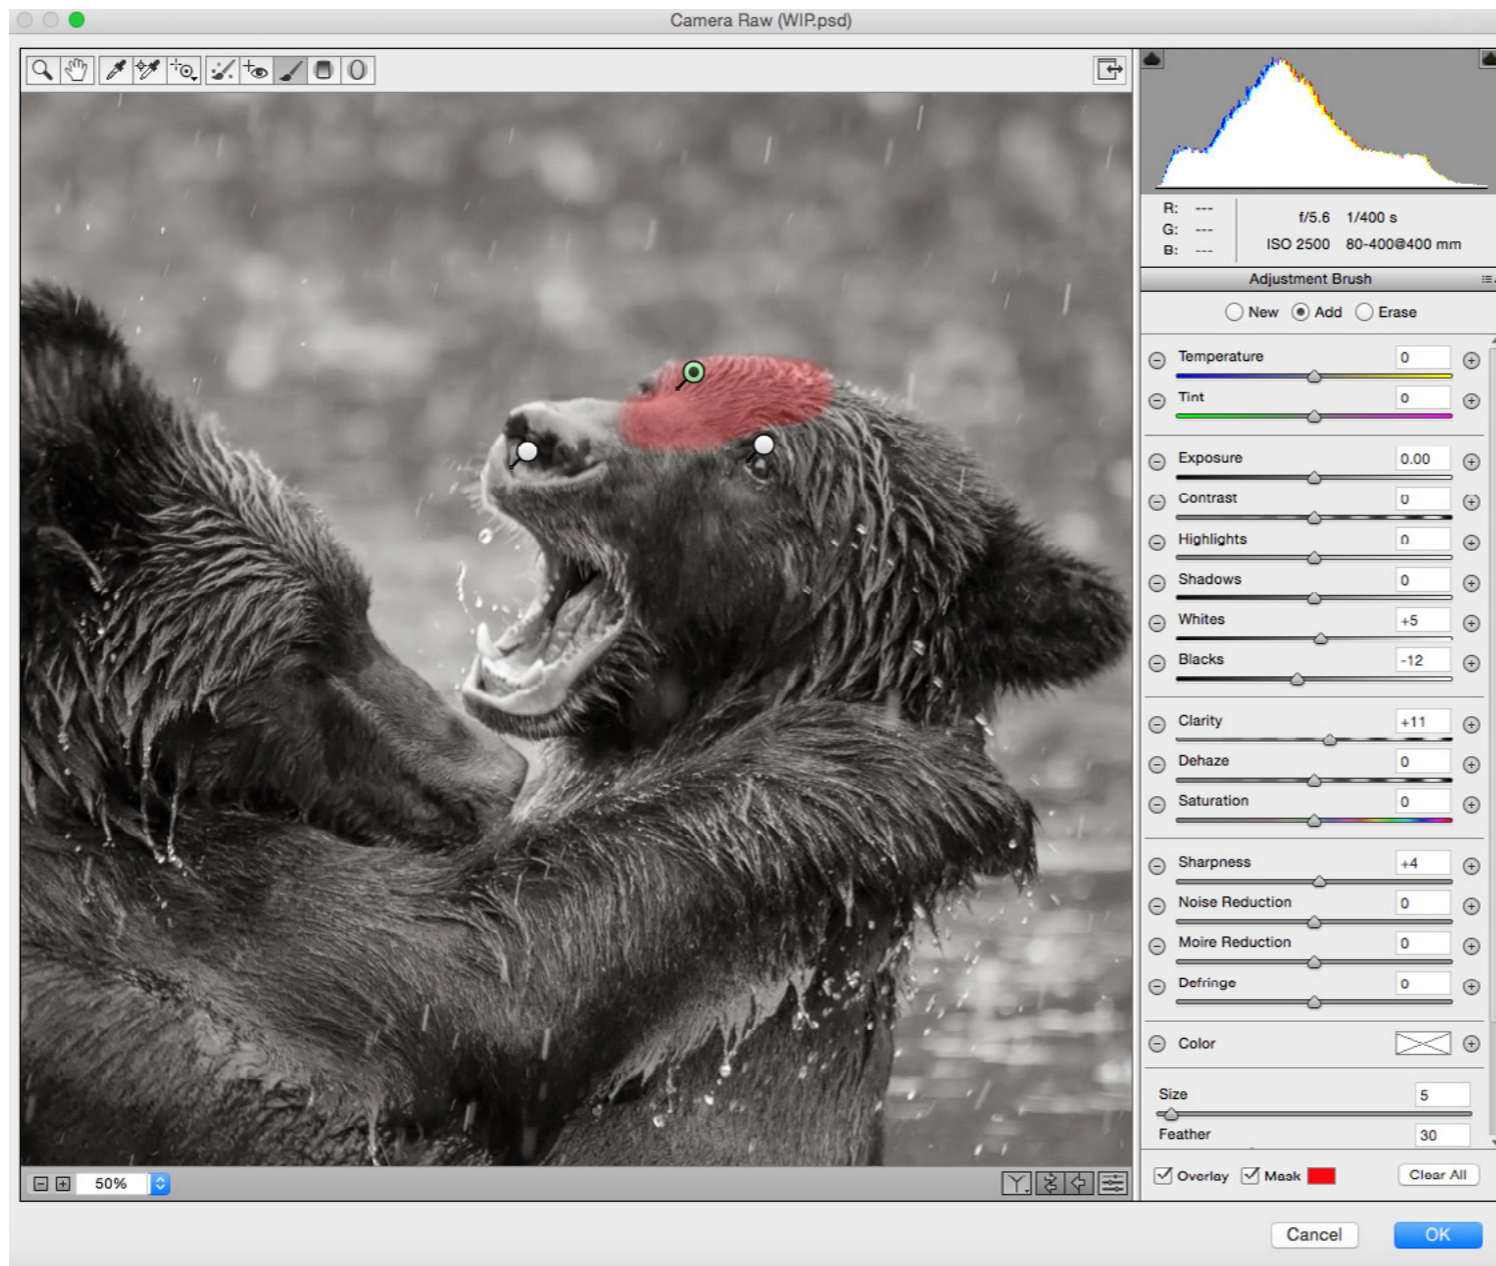 Camera Raw (WIP.psd)
R: ---
G: ---
B: ---
f/5.6 1/400 s
ISO 2500 80-400@400 mm
Adjustment Brush
New Add Erase
Temperature 0
Tint 0
Exposure 0.00
Contrast 0
Highlights 0
Shadows 0
Whites +5
Blacks -12
Clarity +11
Dehaze 0
Saturation 0
Sharpness +4
Noise Reduction 0
Moire Reduction 0
Defringe 0
Color
Size 5
Feather 30
50%
Y
Overlay Mask Clear All
Cancel OK